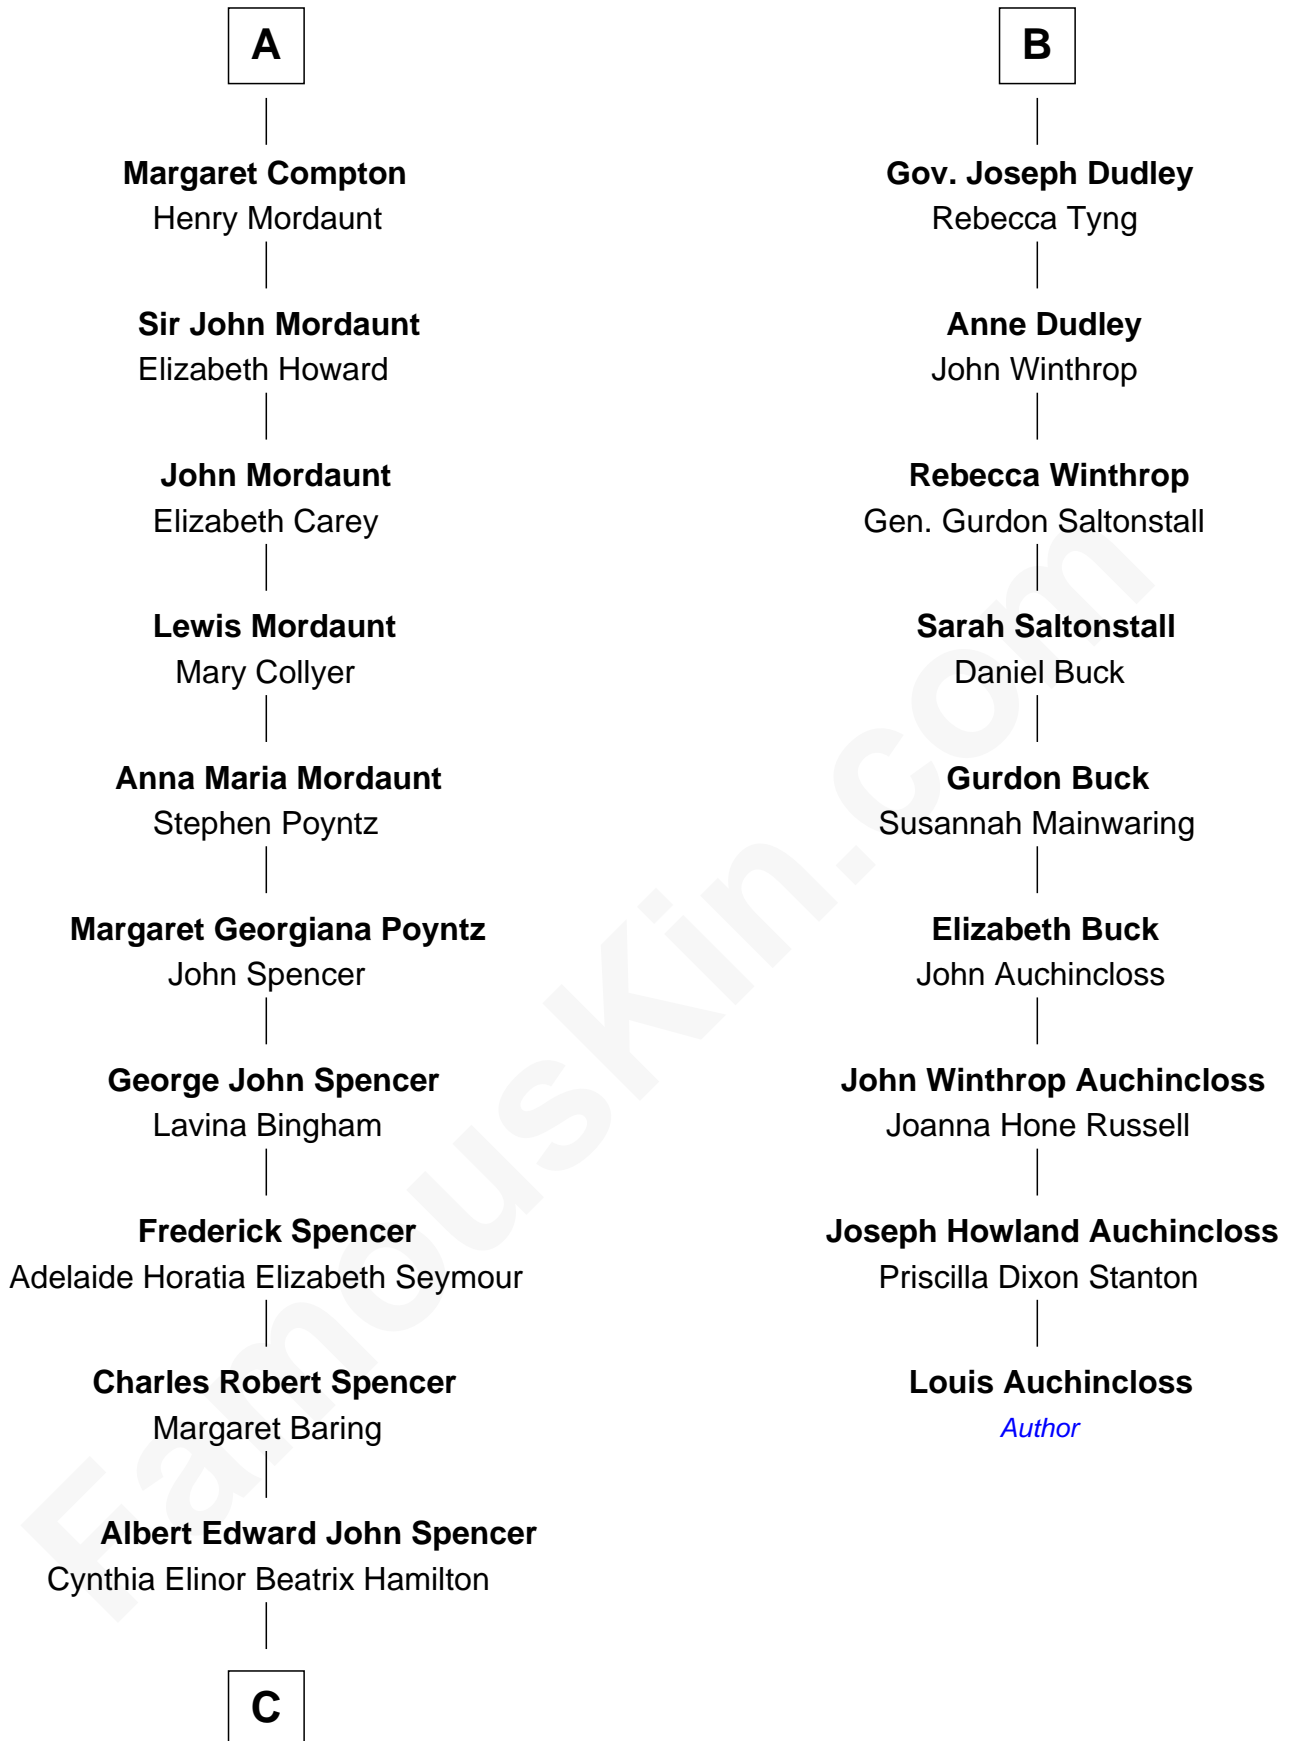 A
Margaret Compton
Henry Mordaunt
Sir John Mordaunt
Elizabeth Howard
John Mordaunt
Elizabeth Carey
Lewis Mordaunt
Mary Collyer
Anna Maria Mordaunt
Stephen Poyntz
Margaret Georgiana Poyntz
John Spencer
George John Spencer
Lavina Bingham
Frederick Spencer
Adelaide Horatia Elizabeth Seymour
Charles Robert Spencer
Margaret Baring
Albert Edward John Spencer
Cynthia Elinor Beatrix Hamilton
C
B
Gov. Joseph Dudley
Rebecca Tyng
Anne Dudley
John Winthrop
Rebecca Winthrop
Gen. Gurdon Saltonstall
Sarah Saltonstall
Daniel Buck
Gurdon Buck
Susannah Mainwaring
Elizabeth Buck
John Auchincloss
John Winthrop Auchincloss
Joanna Hone Russell
Joseph Howland Auchincloss
Priscilla Dixon Stanton
Louis Auchincloss
Author
FamousKin.com